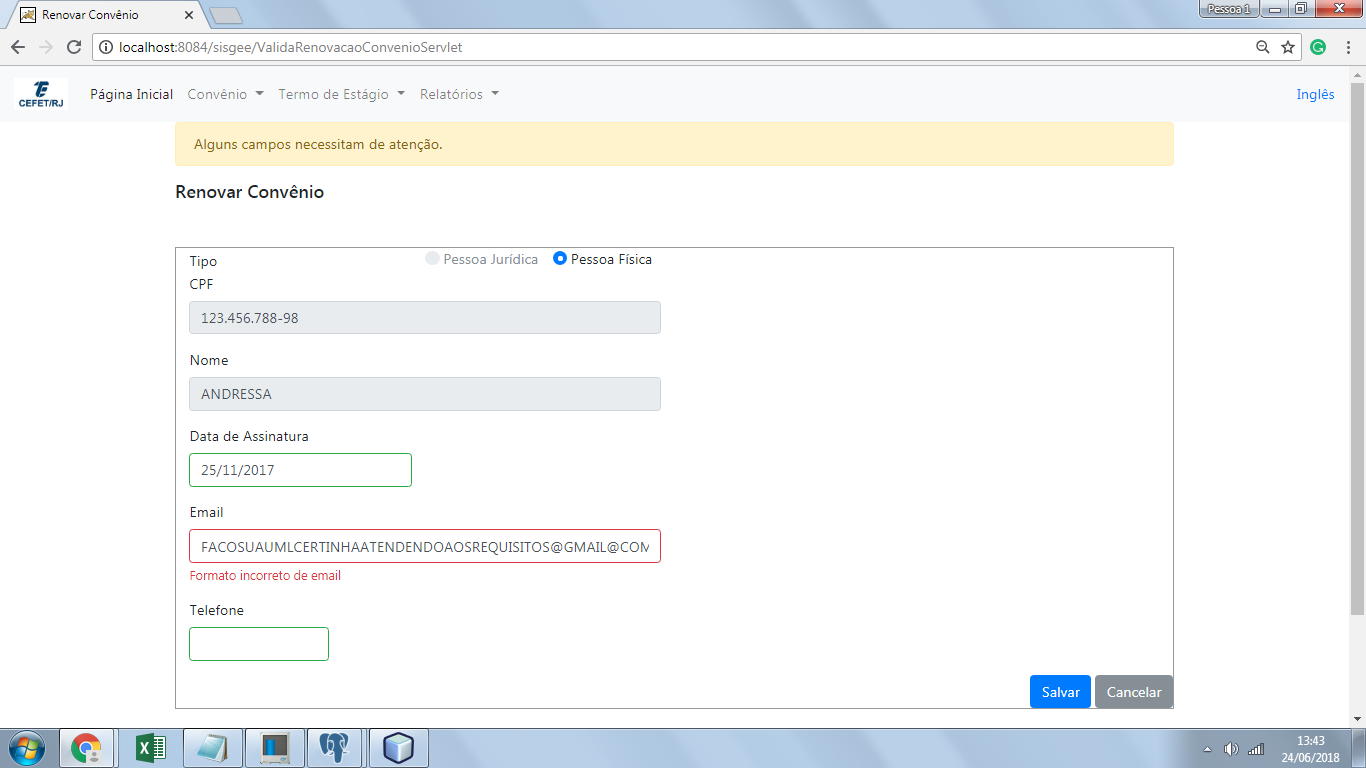 Renovar Convênio
Pessoa 1
localhost:8084/sisgee/ValidaRenovacaoConvenioServlet
CEFET/RJ
Página Inicial Convênio Termo de Estágio Relatórios Inglês
Alguns campos necessitam de atenção.
Renovar Convênio
Tipo Pessoa Jurídica Pessoa Física
CPF
123.456.788-98
Nome
ANDRESSA
Data de Assinatura
25/11/2017
Email
FACOSUAUMLCERTINHAATENDENDOAOSREQUISITOS@GMAIL@COM
Formato incorreto de email
Telefone
Salvar Cancelar
13:43
24/06/2018